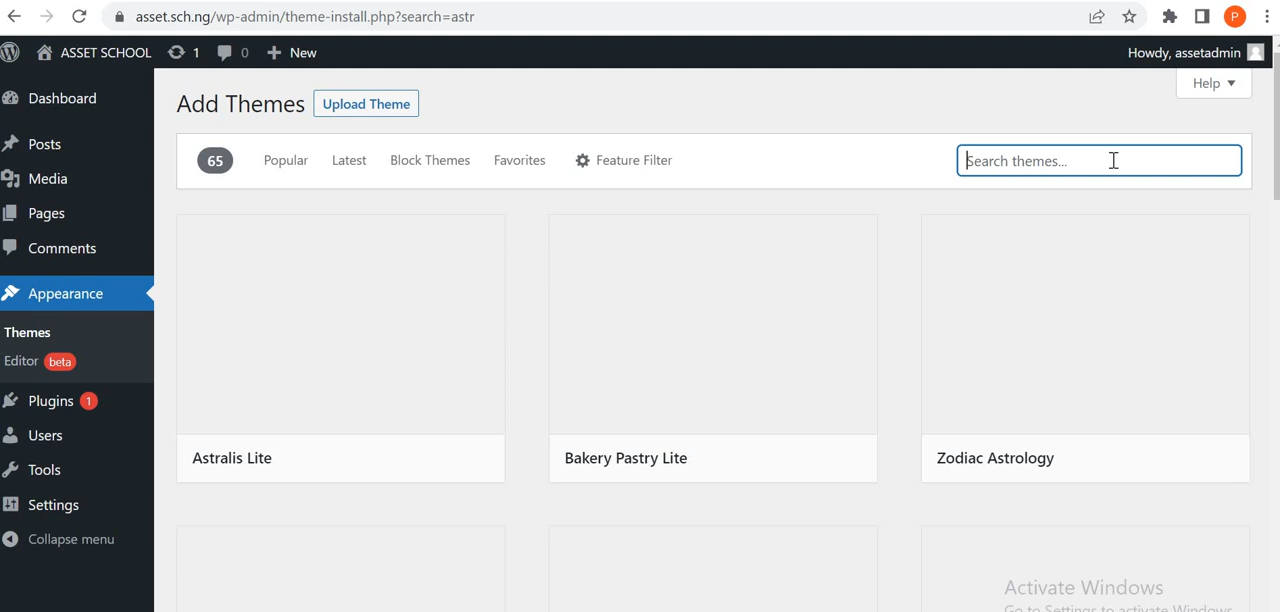 asset.sch.ng/wp-admin/theme-install.php?search=astr
P
ASSET SCHOOL 1 0 + New
Howdy, assetadmin
Help
Dashboard
Posts
Media
Pages
Comments
Appearance
Themes
Editor beta
Plugins 1
Users
Tools
Settings
Collapse menu
Add Themes Upload Theme
65 Popular Latest Block Themes Favorites Feature Filter
Search themes...
Astralis Lite
Bakery Pastry Lite
Zodiac Astrology
Activate Windows
Go to Settings to activate Windows.